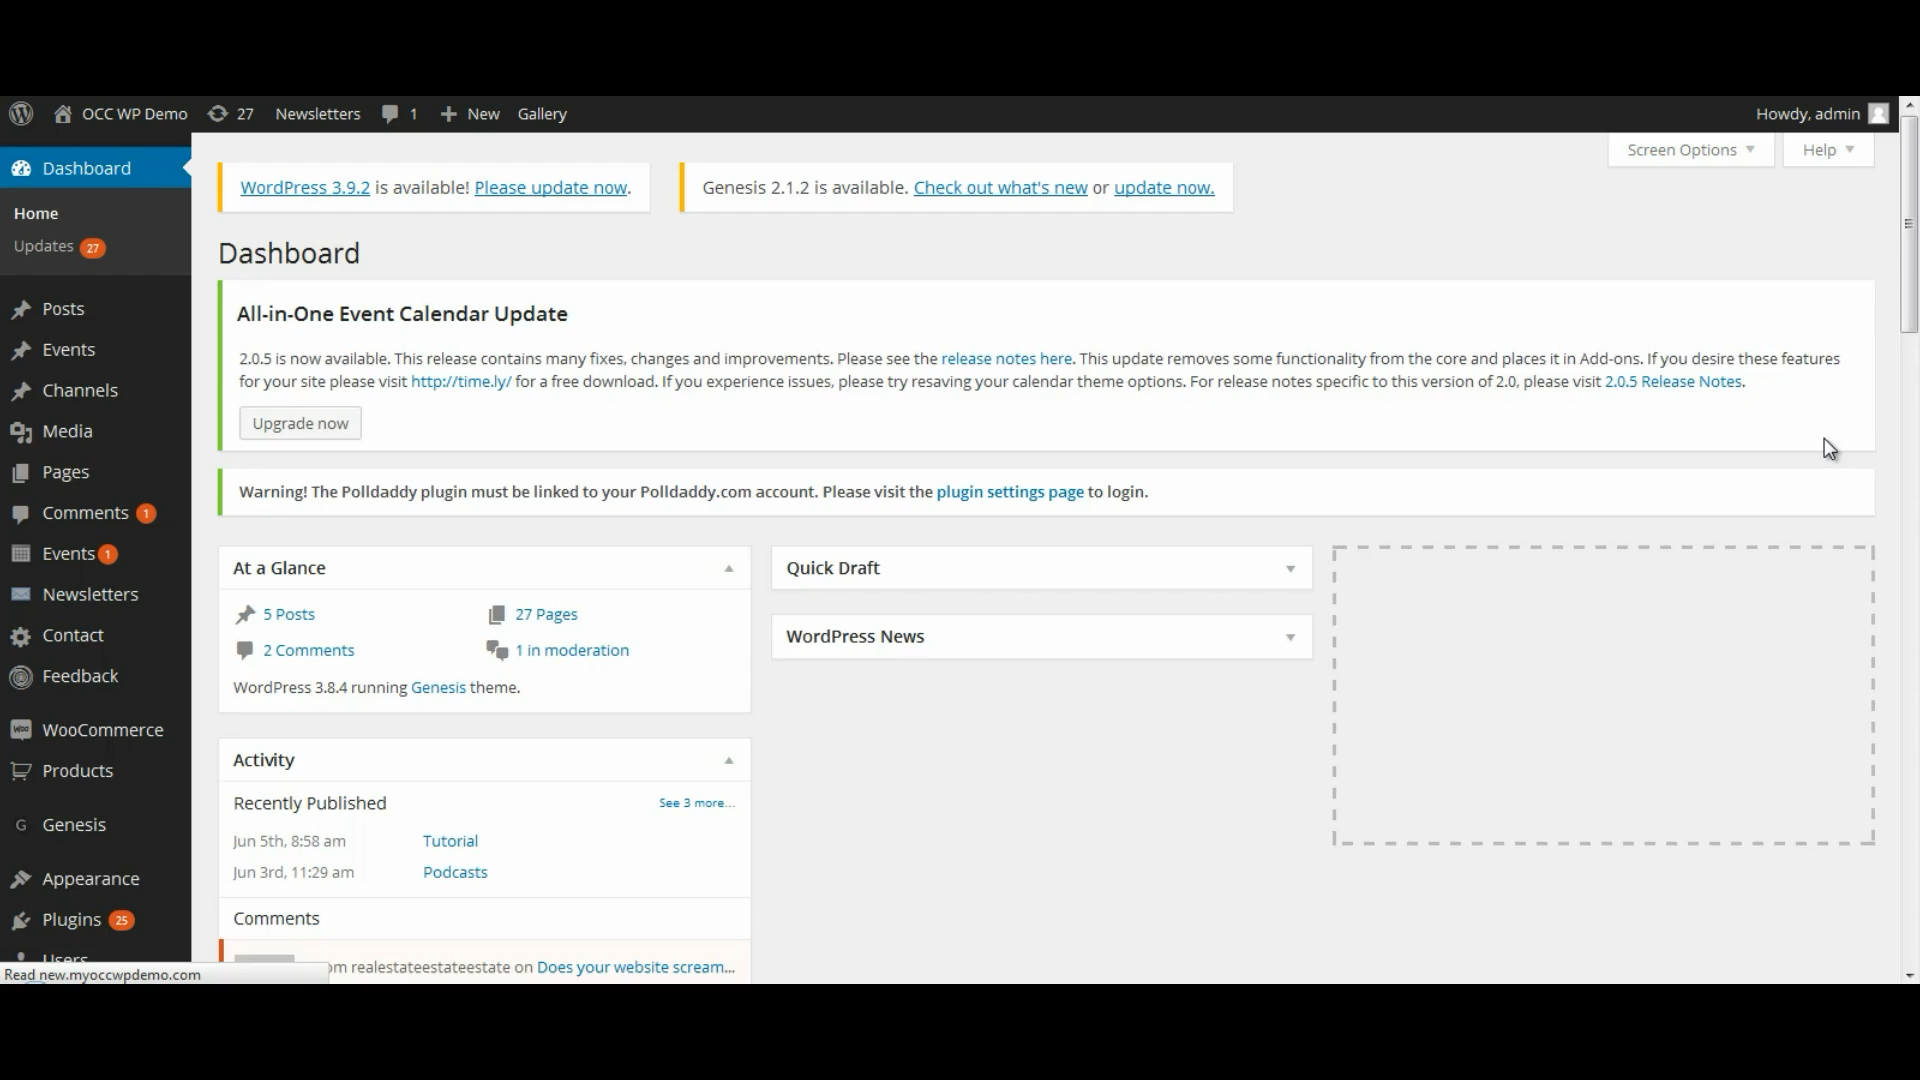 OCC WP Demo 27 Newsletters 1 New Gallery Howdy, admin
Screen Options Help
Dashboard
Home
Updates 27
Posts
Events
Channels
Media
Pages
Comments 1
Events 1
Newsletters
Contact
Feedback
WooCommerce
Products
G Genesis
Appearance
Plugins 25
Users
WordPress 3.9.2 is available! Please update now.
Genesis 2.1.2 is available. Check out what's new or update now.
Dashboard
All-in-One Event Calendar Update
2.0.5 is now available. This release contains many fixes, changes and improvements. Please see the release notes here. This update removes some functionality from the core and places it in Add-ons. If you desire these features
for your site please visit http://time.ly/ for a free download. If you experience issues, please try resaving your calendar theme options. For release notes specific to this version of 2.0, please visit 2.0.5 Release Notes.
Upgrade now
Warning! The Polldaddy plugin must be linked to your Polldaddy.com account. Please visit the plugin settings page to login.
At a Glance
5 Posts 27 Pages
2 Comments 1 in moderation
WordPress 3.8.4 running Genesis theme.
Activity
Recently Published See 3 more...
Jun 5th, 8:58 am Tutorial
Jun 3rd, 11:29 am Podcasts
Comments
om realestateestateestate on Does your website scream...
Quick Draft
WordPress News
Read new.myoccwpdemo.com